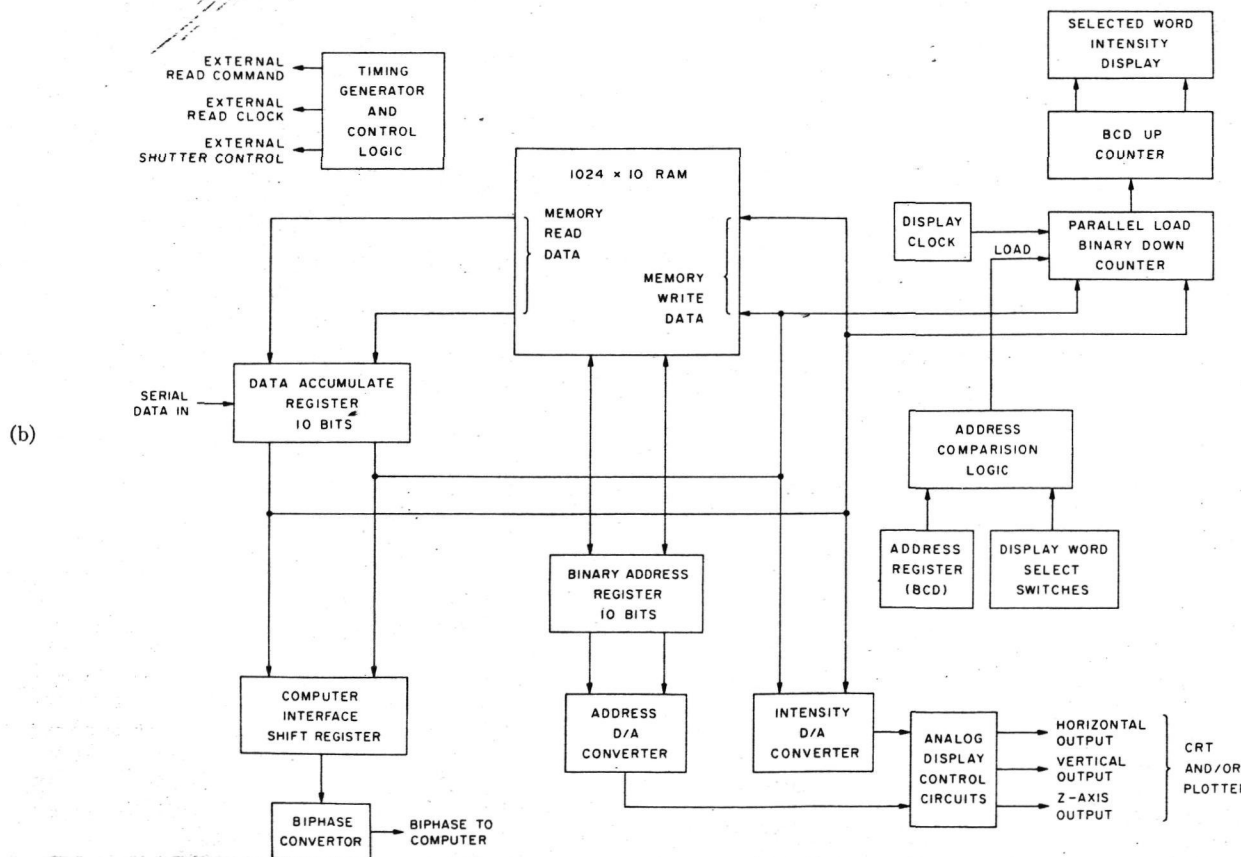 SELECTED WORD
INTENSITY
DISPLAY
EXTERNAL
READ COMMAND
EXTERNAL
READ CLOCK
EXTERNAL
SHUTTER CONTROL
TIMING
GENERATOR
AND
CONTROL
LOGIC
BCD UP
COUNTER
1024 × 10 RAM
MEMORY
READ
DATA
MEMORY
WRITE
DATA
DISPLAY
CLOCK
LOAD
PARALLEL LOAD
BINARY DOWN
COUNTER
SERIAL
DATA IN
DATA ACCUMULATE
REGISTER
10 BITS
(b)
ADDRESS
COMPARISION
LOGIC
ADDRESS
REGISTER
(BCD)
DISPLAY WORD
SELECT
SWITCHES
BINARY ADDRESS
REGISTER
10 BITS
COMPUTER
INTERFACE
SHIFT REGISTER
ADDRESS
D/A
CONVERTER
INTENSITY
D/A
CONVERTER
ANALOG
DISPLAY
CONTROL
CIRCUITS
HORIZONTAL
OUTPUT
VERTICAL
OUTPUT
Z-AXIS
OUTPUT
CRT
AND/OR
PLOTTER
BIPHASE
CONVERTOR
BIPHASE TO
COMPUTER